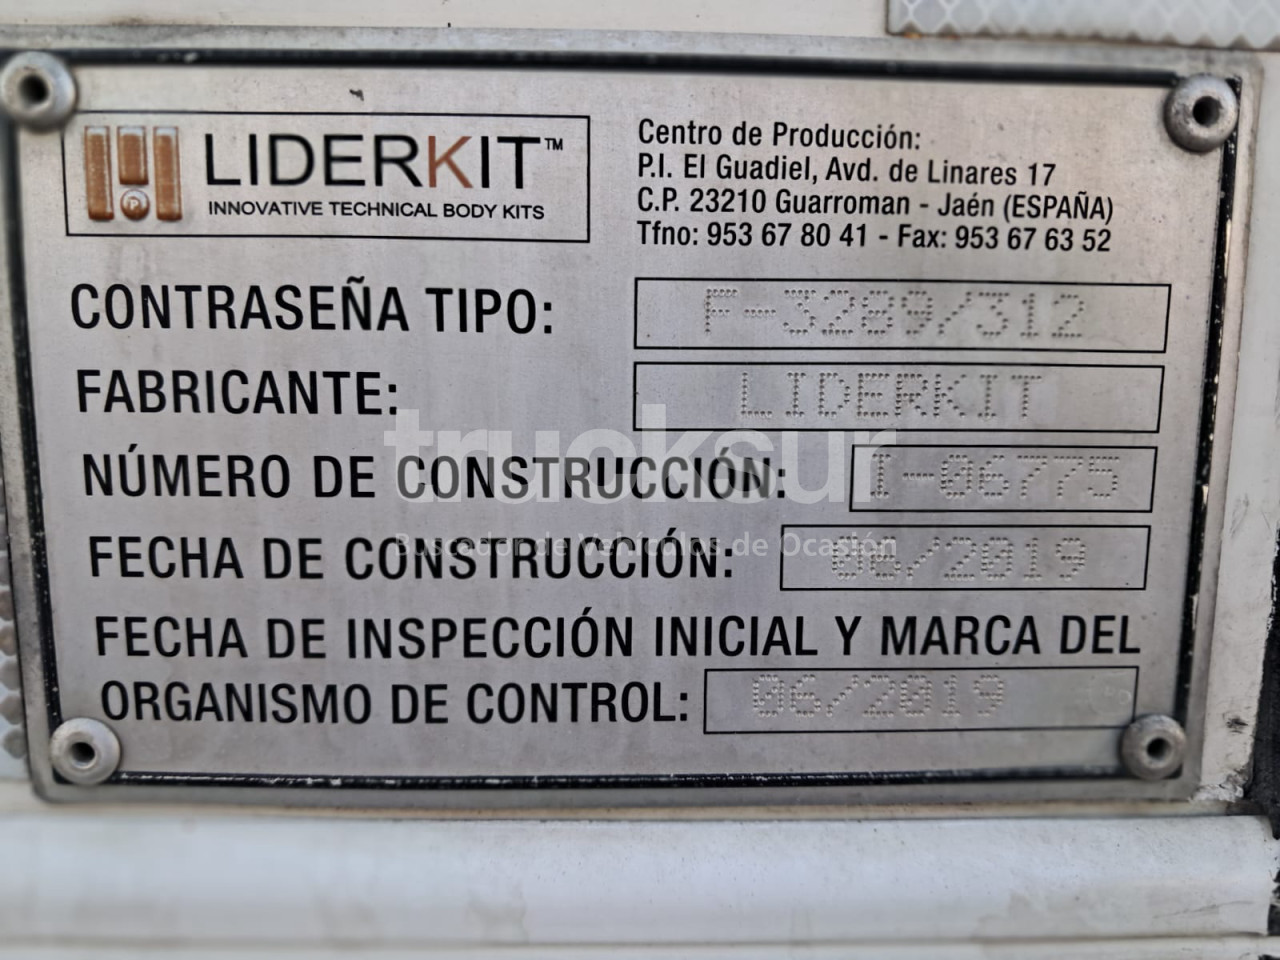 LIDERKIT™
INNOVATIVE TECHNICAL BODY KITS
Centro de Producción:
P.I. El Guadiel, Avd. de Linares 17
C.P. 23210 Guarroman - Jaén (ESPAÑA)
Tfno: 953 67 80 41 - Fax: 953 67 63 52
CONTRASEÑA TIPO: F-3289/312
FABRICANTE: LIDERKIT
trucksur
NÚMERO DE CONSTRUCCIÓN: I-06775
Buscador de Vehículos de Ocasión
FECHA DE CONSTRUCCIÓN: 06/2019
FECHA DE INSPECCIÓN INICIAL Y MARCA DEL
ORGANISMO DE CONTROL: 06/2019